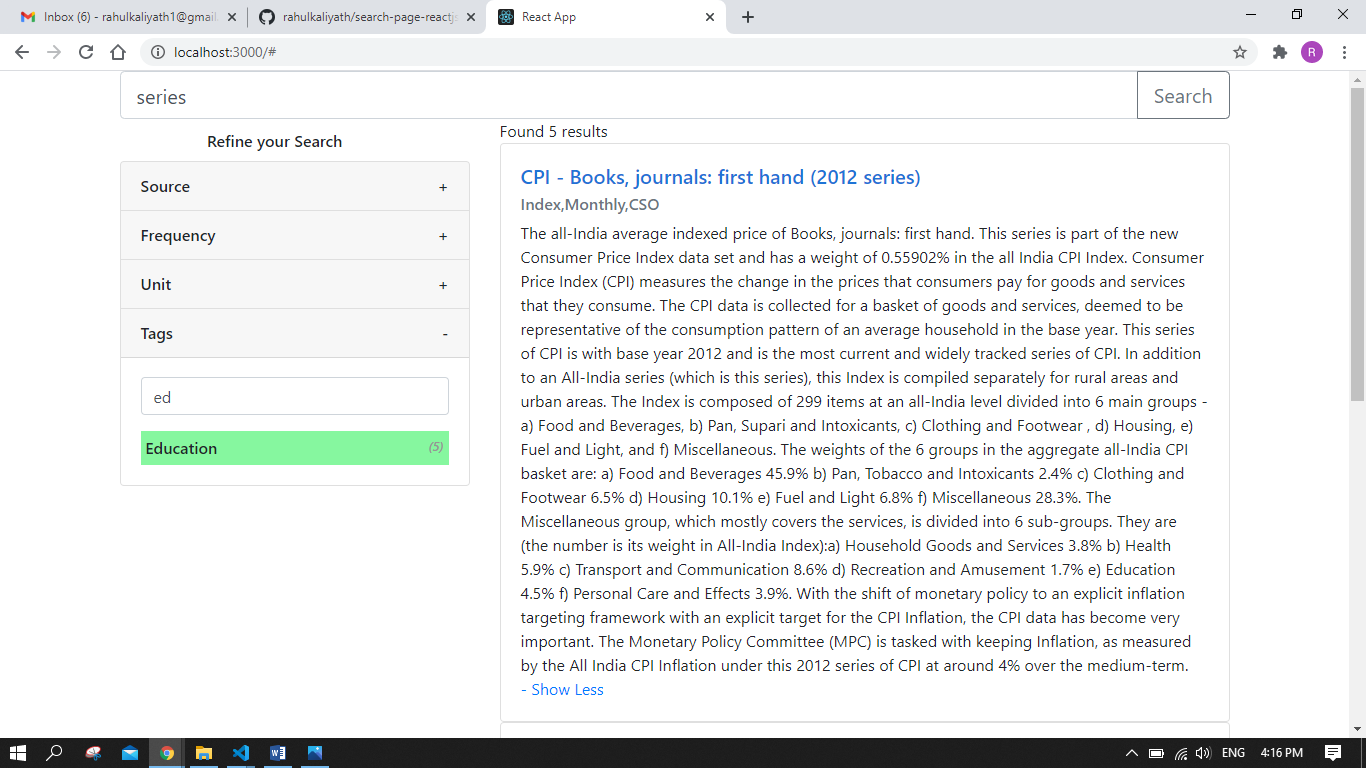 Inbox (6) - rahulkaliyath1@gmail.
rahulkaliyath/search-page-reactjs
React App
localhost:3000/#
R
series
Search
Refine your Search
Source +
Frequency +
Unit +
Tags -
ed
Education (5)
Found 5 results
CPI - Books, journals: first hand (2012 series)
Index,Monthly,CSO
The all-India average indexed price of Books, journals: first hand. This series is part of the new
Consumer Price Index data set and has a weight of 0.55902% in the all India CPI Index. Consumer
Price Index (CPI) measures the change in the prices that consumers pay for goods and services
that they consume. The CPI data is collected for a basket of goods and services, deemed to be
representative of the consumption pattern of an average household in the base year. This series
of CPI is with base year 2012 and is the most current and widely tracked series of CPI. In addition
to an All-India series (which is this series), this Index is compiled separately for rural areas and
urban areas. The Index is composed of 299 items at an all-India level divided into 6 main groups -
a) Food and Beverages, b) Pan, Supari and Intoxicants, c) Clothing and Footwear , d) Housing, e)
Fuel and Light, and f) Miscellaneous. The weights of the 6 groups in the aggregate all-India CPI
basket are: a) Food and Beverages 45.9% b) Pan, Tobacco and Intoxicants 2.4% c) Clothing and
Footwear 6.5% d) Housing 10.1% e) Fuel and Light 6.8% f) Miscellaneous 28.3%. The
Miscellaneous group, which mostly covers the services, is divided into 6 sub-groups. They are
(the number is its weight in All-India Index):a) Household Goods and Services 3.8% b) Health
5.9% c) Transport and Communication 8.6% d) Recreation and Amusement 1.7% e) Education
4.5% f) Personal Care and Effects 3.9%. With the shift of monetary policy to an explicit inflation
targeting framework with an explicit target for the CPI Inflation, the CPI data has become very
important. The Monetary Policy Committee (MPC) is tasked with keeping Inflation, as measured
by the All India CPI Inflation under this 2012 series of CPI at around 4% over the medium-term.
- Show Less
ENG 4:16 PM